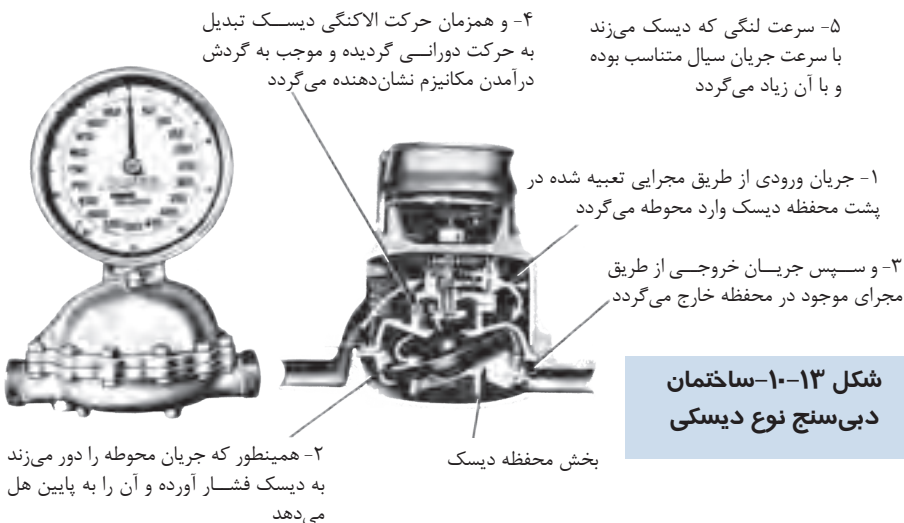 ۴- و همزمان حرکت الاکنگی دیسک تبدیل
به حرکت دورانی گردیده و موجب به گردش
درآمدن مکانیزم نشان‌دهنده می‌گردد
۵- سرعت لنگی که دیسک می‌زند
با سرعت جریان سیال متناسب بوده
و با آن زیاد می‌گردد
۱- جریان ورودی از طریق مجرایی تعبیه شده در
پشت محفظه دیسک وارد محوطه می‌گردد
۳- و سپس جریان خروجی از طریق
مجرای موجود در محفظه خارج می‌گردد
شکل ۱۳-۱۰-ساختمان
دبی‌سنج نوع دیسکی
بخش محفظه دیسک
۲- همینطور که جریان محوطه را دور می‌زند
به دیسک فشار آورده و آن را به پایین هل
می‌دهد